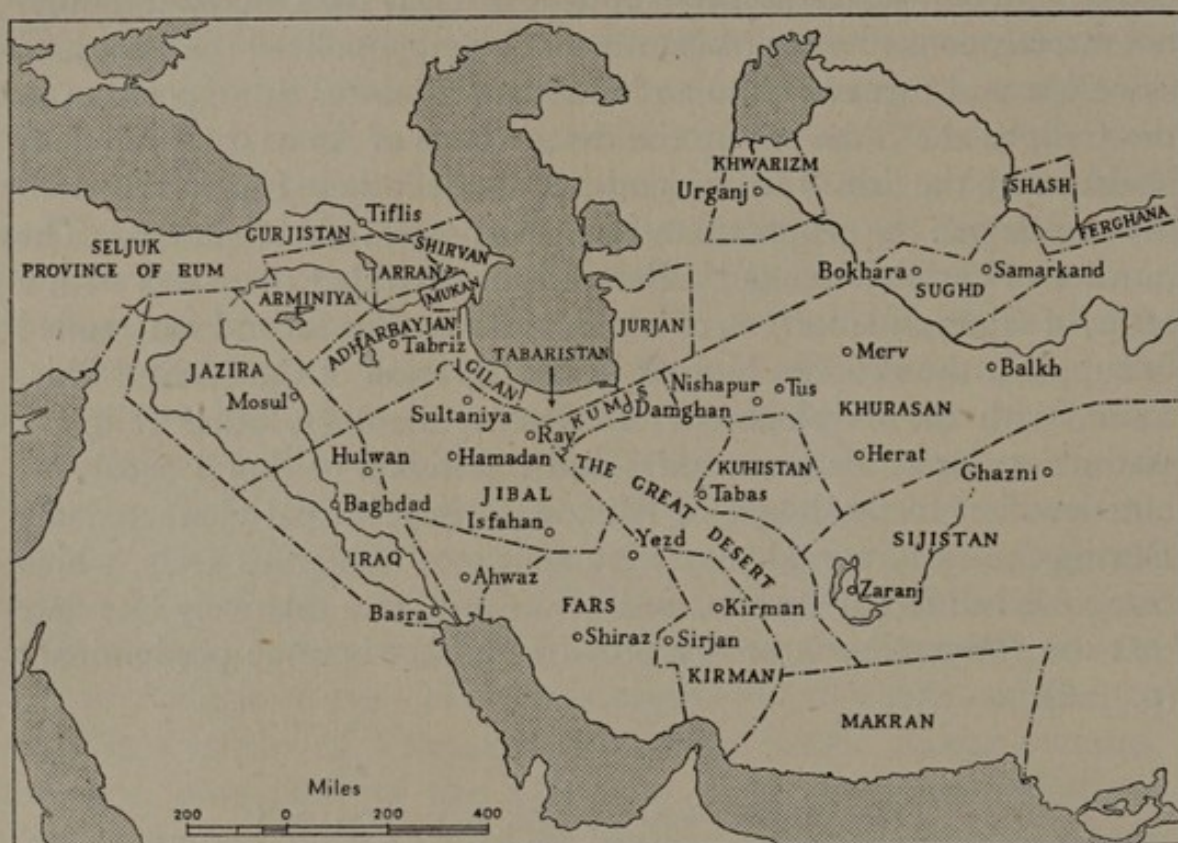 KHWARIZM
Urganj
SHASH
FERGHANA
Tiflis
GURJISTAN
SHIRVAN
SELJUK
PROVINCE OF RUM
ARRAN
ARMINIYA
MUKAN
Bokhara
Samarkand
SUGHD
ADHARBAYJAN
Tabriz
JURJAN
TABARISTAN
Merv
Balkh
JAZIRA
Mosul
GILAN
Sultaniya
KUMIS
Damghan
Nishapur
Tus
KHURASAN
Ray
Hulwan
Hamadan
THE GREAT DESERT
KUHISTAN
Herat
Ghazni
Tabas
JIBAL
Baghdad
Isfahan
Yezd
SIJISTAN
IRAQ
Ahwaz
Zaranj
Basra
FARS
Kirman
Shiraz
Sirjan
KIRMAN
MAKRAN
Miles
200 0 200 400